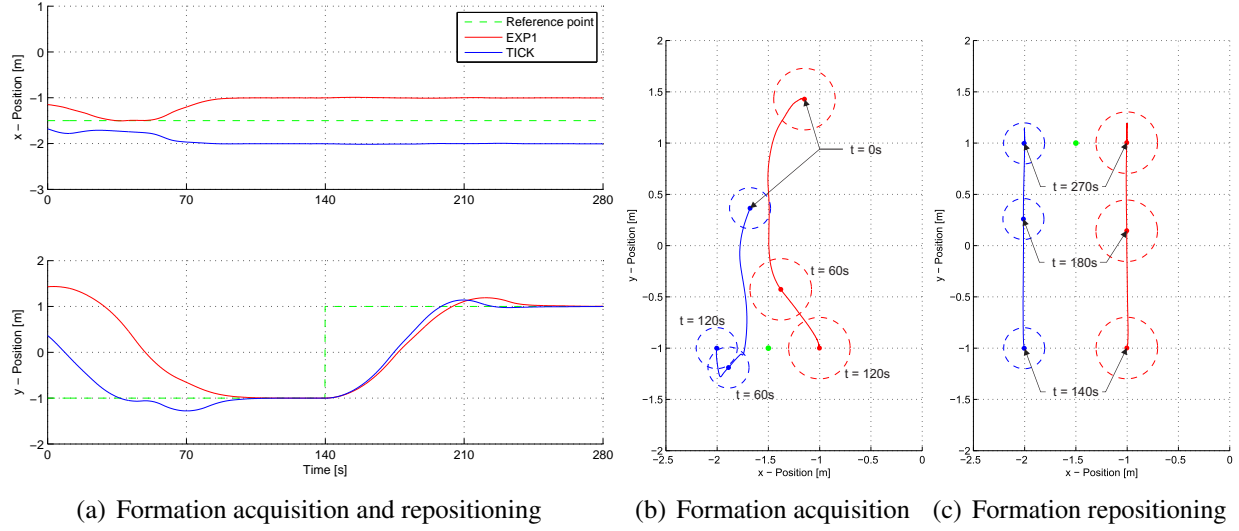 1
0
−1
−2
−3
x − Position [m]
0
70
140
210
280
Reference point
EXP1
TICK
2
1
0
−1
−2
y − Position [m]
0
70
140
210
280
Time [s]
(a) Formation acquisition and repositioning
2
1.5
1
0.5
0
−0.5
−1
−1.5
−2
y − Position [m]
t = 0s
t = 60s
t = 120s
t = 120s
t = 60s
−2.5
−2
−1.5
−1
−0.5
0
x − Position [m]
(b) Formation acquisition
2
1.5
1
0.5
0
−0.5
−1
−1.5
−2
y − Position [m]
t = 270s
t = 180s
t = 140s
−2.5
−2
−1.5
−1
−0.5
0
x − Position [m]
(c) Formation repositioning